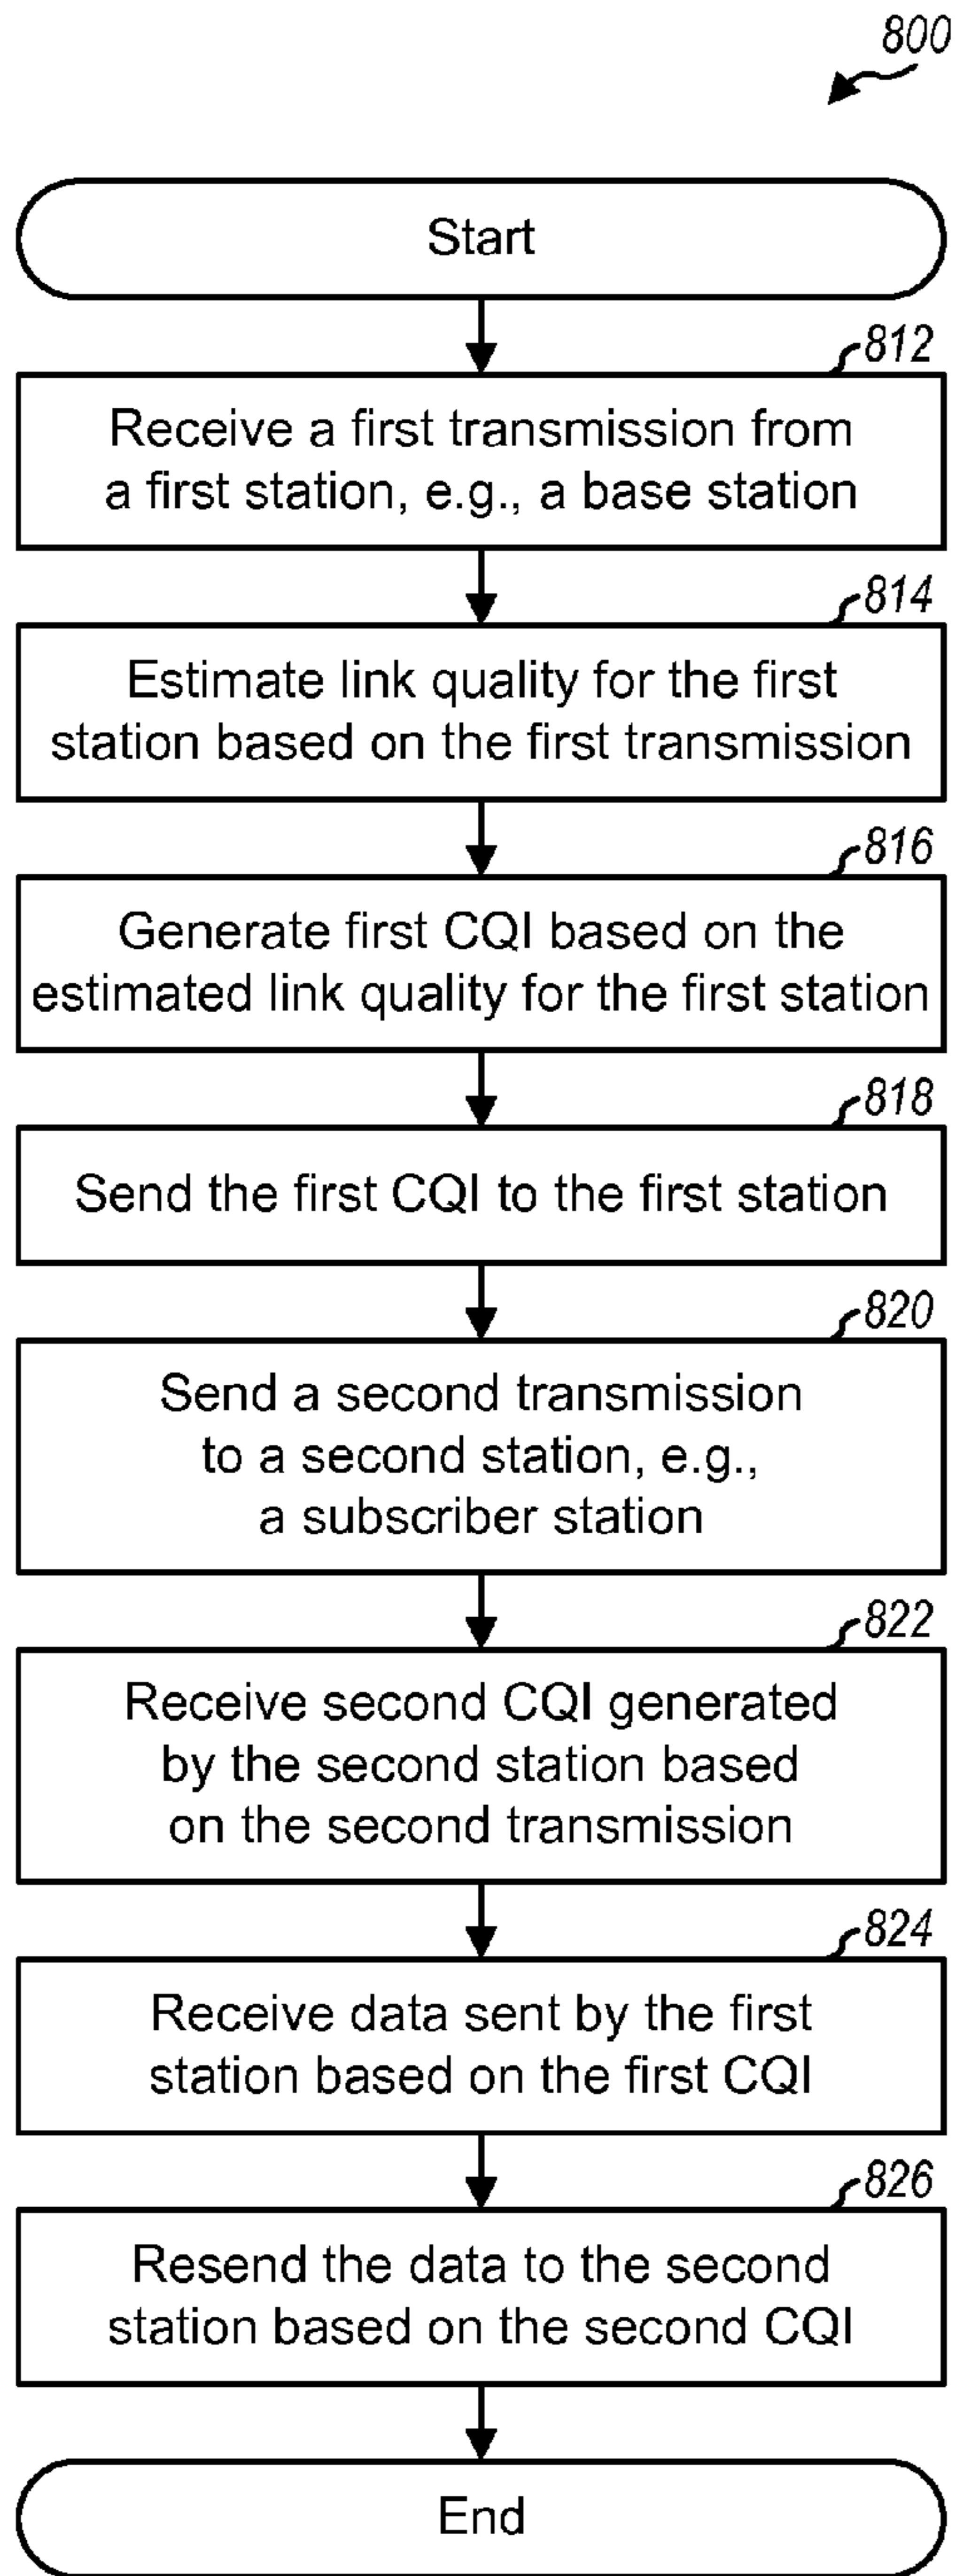 800
Start
812
Receive a first transmission from
a first station, e.g., a base station
814
Estimate link quality for the first
station based on the first transmission
816
Generate first CQI based on the
estimated link quality for the first station
818
Send the first CQI to the first station
820
Send a second transmission
to a second station, e.g.,
a subscriber station
822
Receive second CQI generated
by the second station based
on the second transmission
824
Receive data sent by the first
station based on the first CQI
826
Resend the data to the second
station based on the second CQI
End